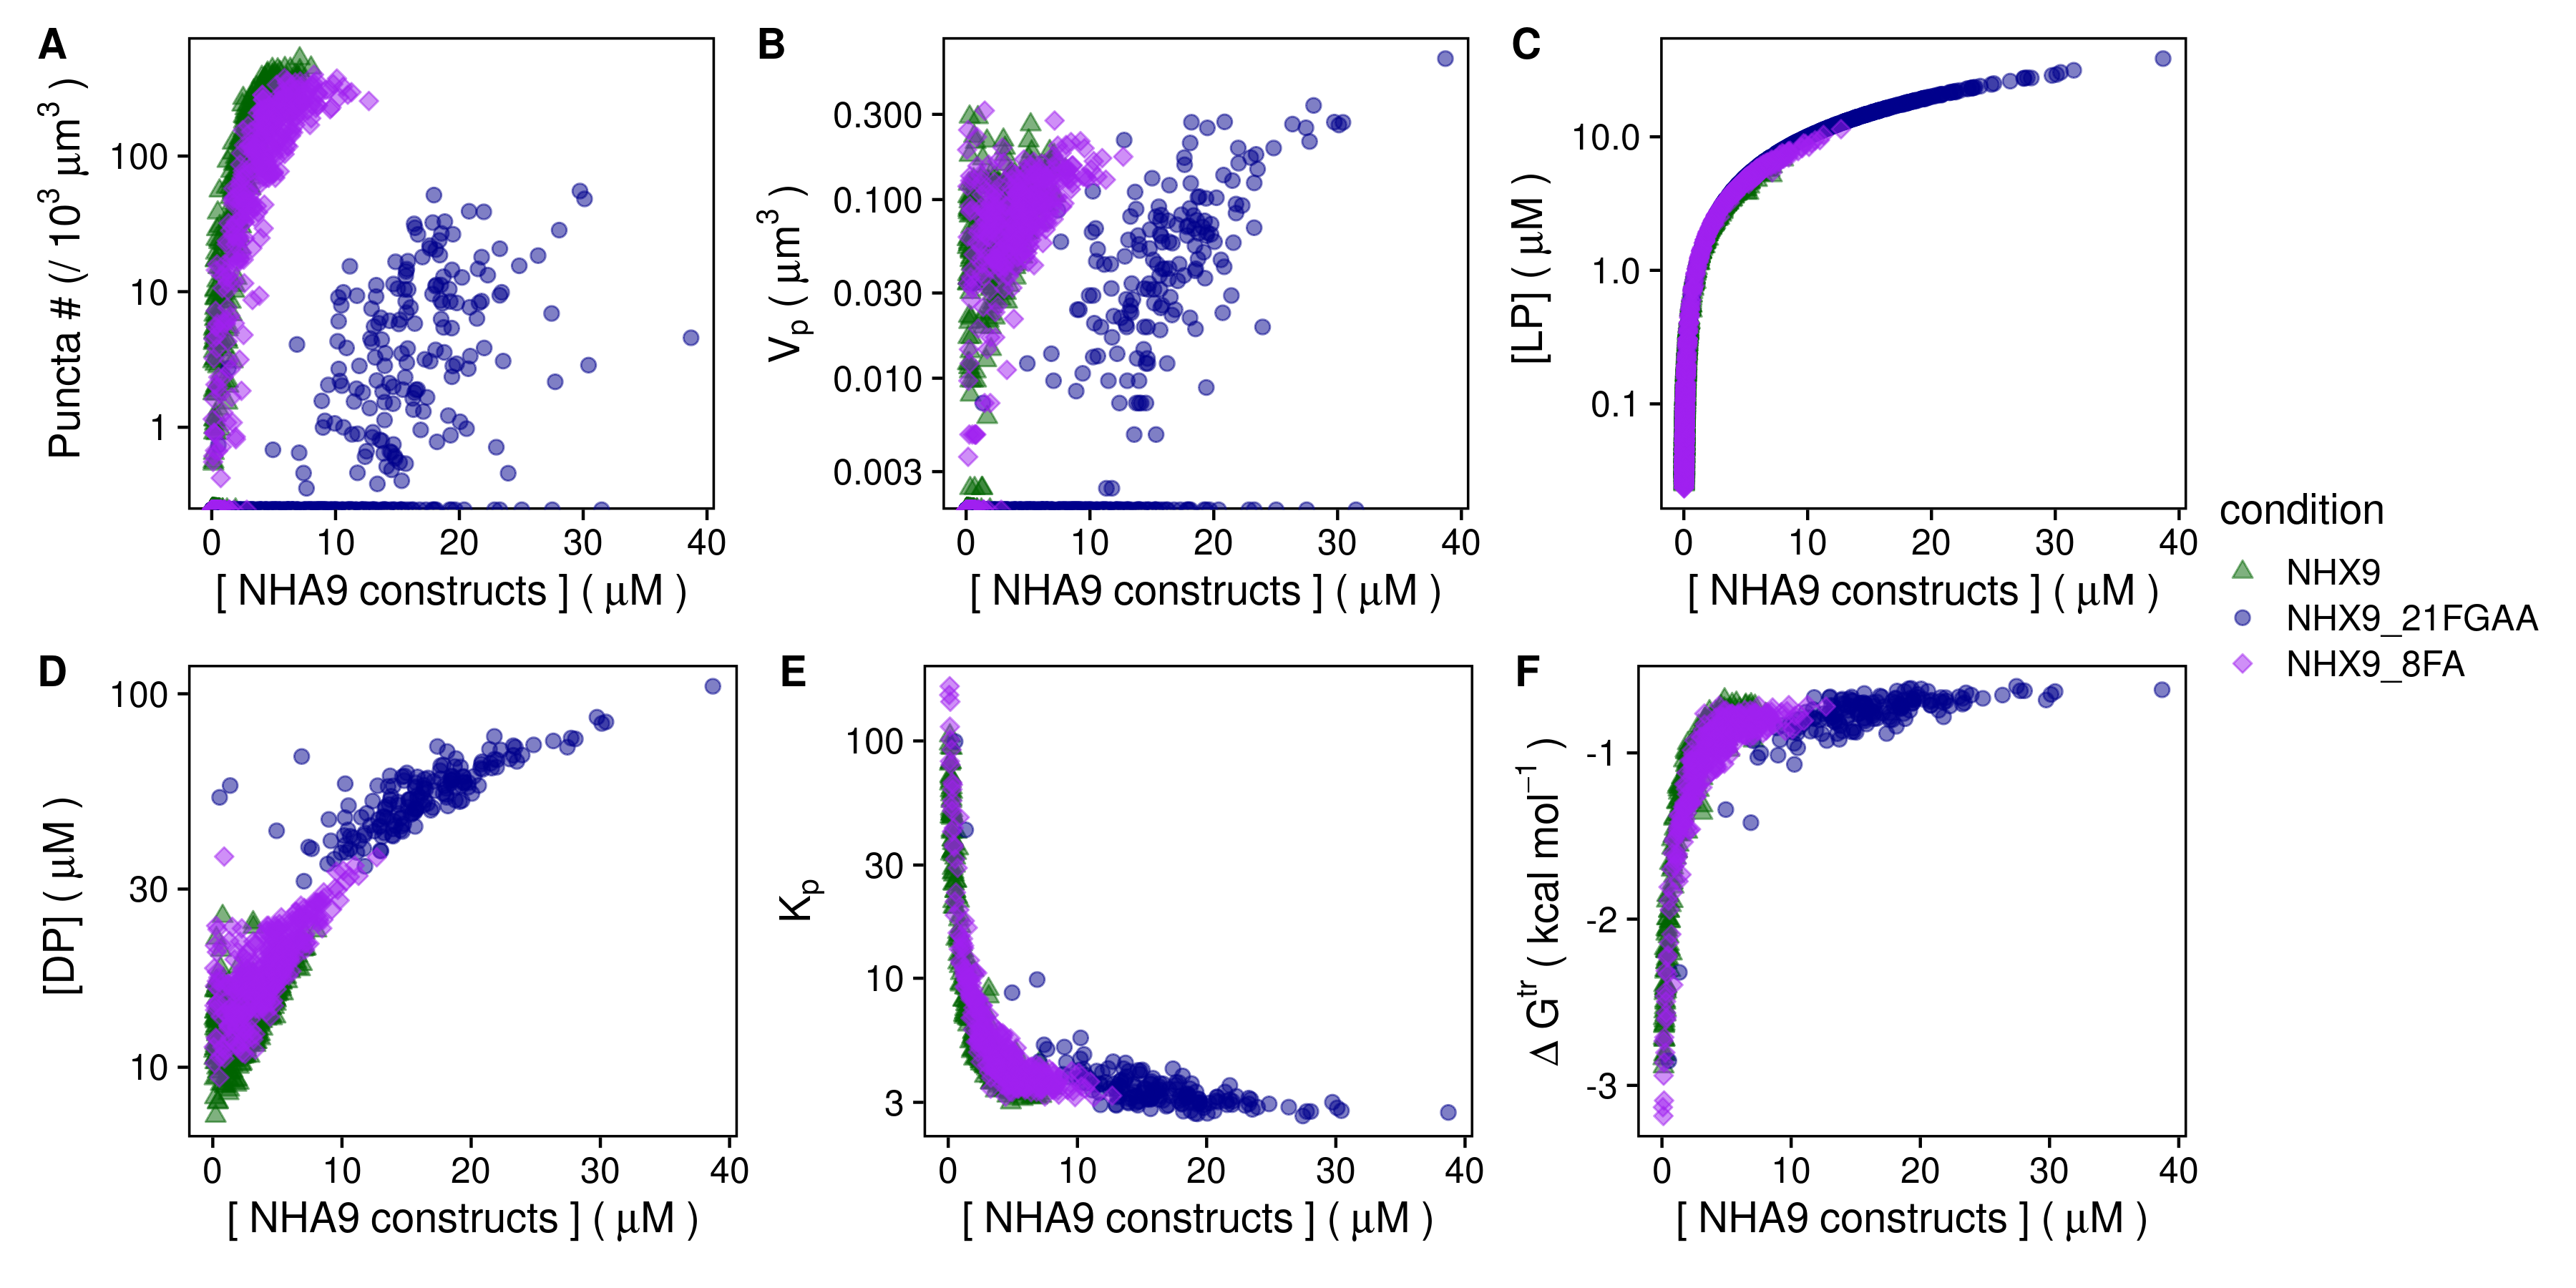 A
Puncta # (/ 10³ μm³ )
100
10
1
0 10 20 30 40
[ NHA9 constructs ] ( μM )
B
Vₚ ( μm³ )
0.300
0.100
0.030
0.010
0.003
0 10 20 30 40
[ NHA9 constructs ] ( μM )
C
[LP] ( μM )
10.0
1.0
0.1
0 10 20 30 40
[ NHA9 constructs ] ( μM )
condition
NHX9
NHX9_21FGAA
NHX9_8FA
D
[DP] ( μM )
100
30
10
0 10 20 30 40
[ NHA9 constructs ] ( μM )
E
Kₚ
100
30
10
3
0 10 20 30 40
[ NHA9 constructs ] ( μM )
F
Δ Gᵗʳ ( kcal mol⁻¹ )
-1
-2
-3
0 10 20 30 40
[ NHA9 constructs ] ( μM )